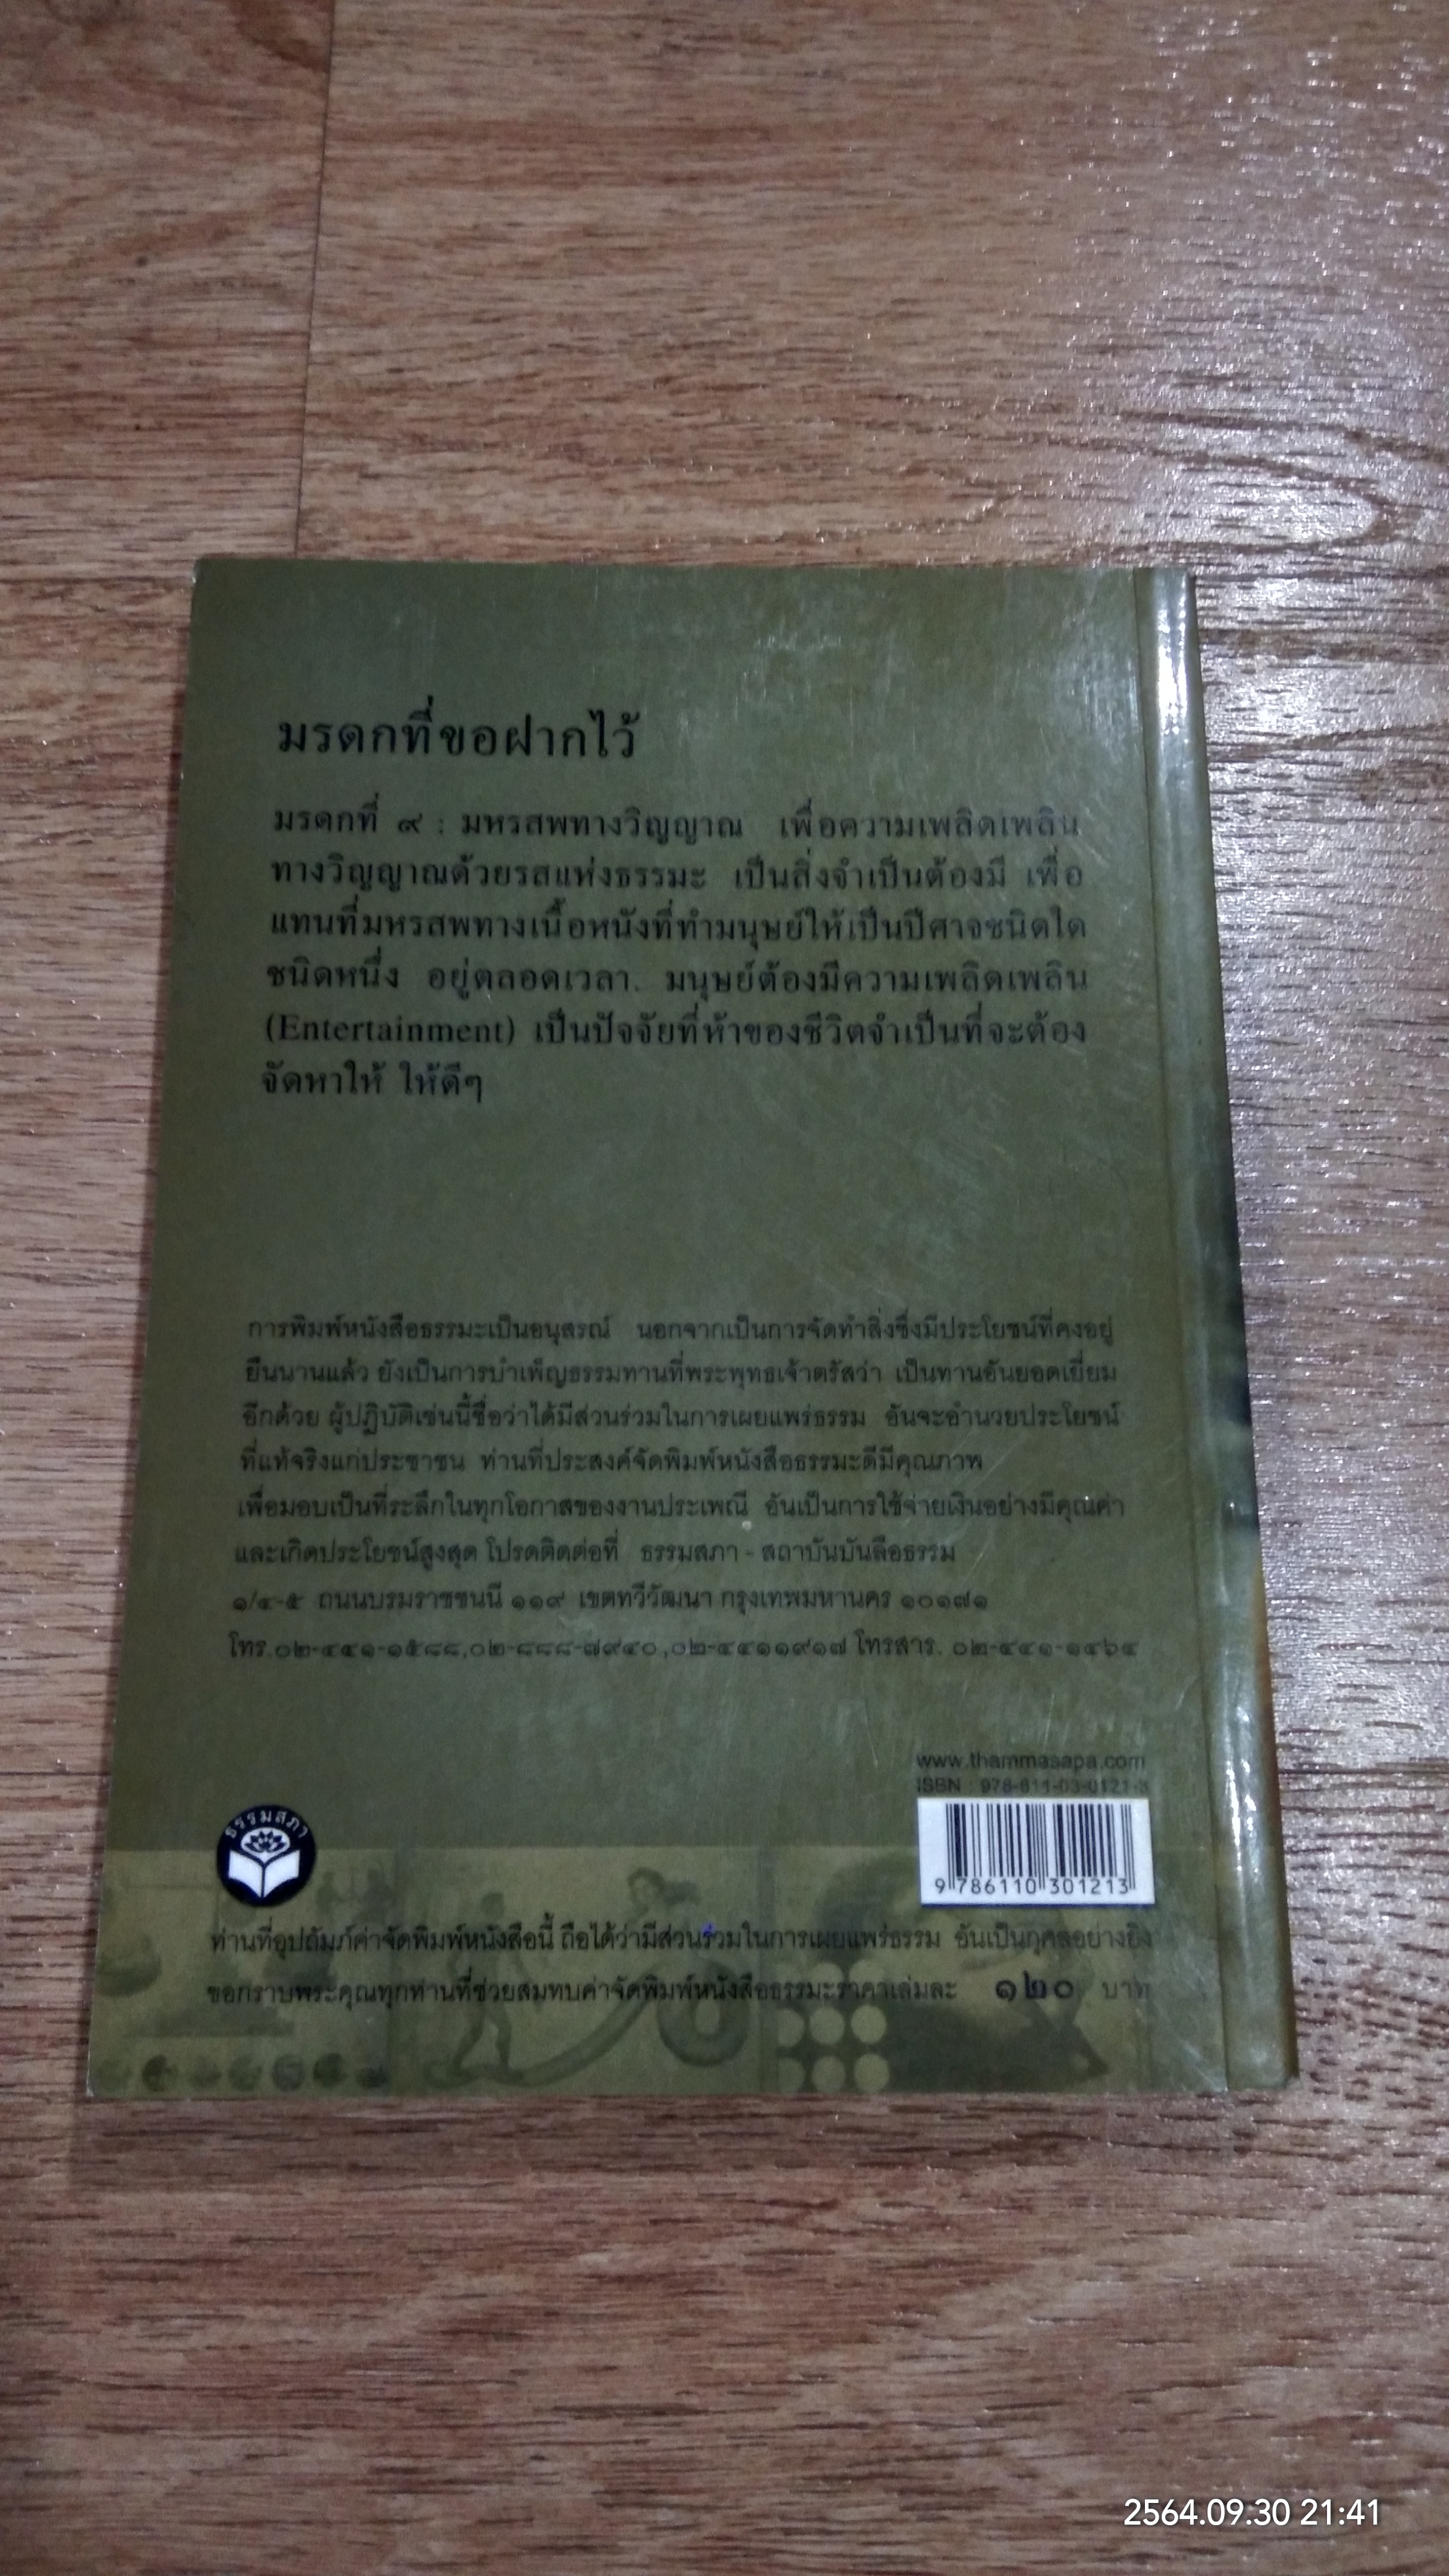 มรดกที่ขอฝากไว้
มรดกที่ ๙ : มหรสพทางวิญญาณ เพื่อความเพลิดเพลิน
ทางวิญญาณด้วยรสแห่งธรรมะ เป็นสิ่งจำเป็นต้องมี เพื่อ
แทนที่มหรสพทางเนื้อหนังที่ทำมนุษย์ให้เป็นปีศาจชนิดใด
ชนิดหนึ่ง อยู่ตลอดเวลา. มนุษย์ต้องมีความเพลิดเพลิน
(Entertainment) เป็นปัจจัยที่ห้าของชีวิตจำเป็นที่จะต้อง
จัดหาให้ ให้ดีๆ
การพิมพ์หนังสือธรรมะเป็นอนุสรณ์ นอกจากเป็นการจัดทำสิ่งซึ่งมีประโยชน์ที่คงอยู่
ยืนนานแล้ว ยังเป็นการบำเพ็ญธรรมทานที่พระพุทธเจ้าตรัสว่า เป็นทานอันยอดเยี่ยม
อีกด้วย ผู้ปฏิบัติเช่นนี้ชื่อว่าได้มีส่วนร่วมในการเผยแพร่ธรรม อันจะอำนวยประโยชน์
ที่แท้จริงแก่ประชาชน ท่านที่ประสงค์จัดพิมพ์หนังสือธรรมะดีมีคุณภาพ
เพื่อมอบเป็นที่ระลึกในทุกโอกาสของงานประเพณี อันเป็นการใช้จ่ายเงินอย่างมีคุณค่า
และเกิดประโยชน์สูงสุด โปรดติดต่อที่ ธรรมสภา - สถาบันบันลือธรรม
๑/๔-๕ ถนนบรมราชชนนี ๑๑๙ เขตทวีวัฒนา กรุงเทพมหานคร ๑๐๑๗๑
โทร.๐๒-๔๔๑-๑๕๘๘,๐๒-๘๘๘-๗๙๔๐,๐๒-๔๔๑๑๙๑๗ โทรสาร. ๐๒-๔๔๑-๑๔๖๔
www.thammasapa.com
ISBN : 978-611-03-0121-3
ธรรมสภา
9 786110 301213
ท่านที่อุปถัมภ์ค่าจัดพิมพ์หนังสือนี้ ถือได้ว่ามีส่วนร่วมในการเผยแพร่ธรรม อันเป็นกุศลอย่างยิ่ง
ขอกราบพระคุณทุกท่านที่ช่วยสมทบค่าจัดพิมพ์หนังสือธรรมะราคาเล่มละ ๑๒๐ บาท
2564.09.30 21:41